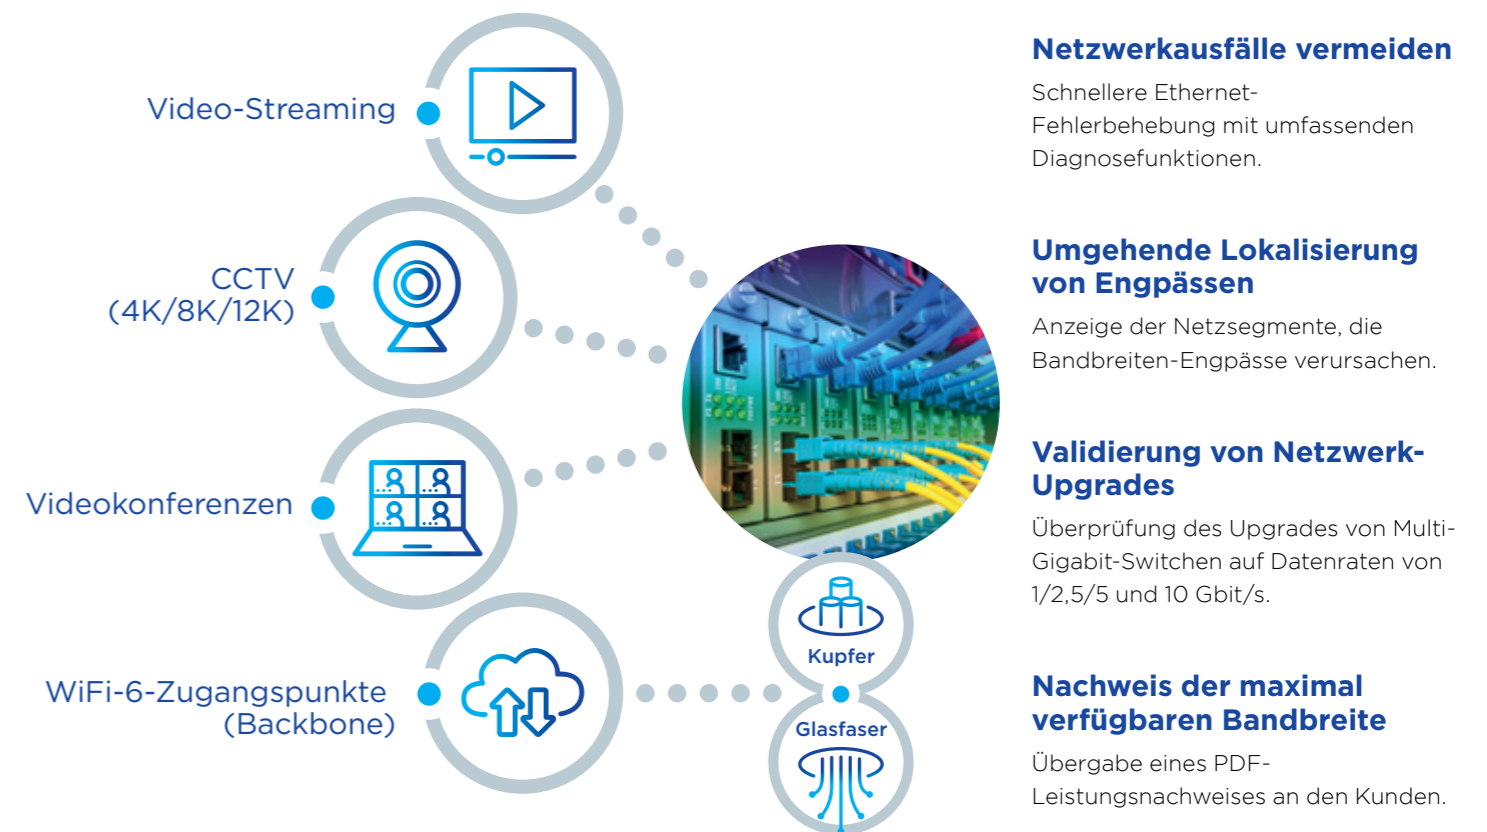 Video-Streaming
CCTV
(4K/8K/12K)
Videokonferenzen
WiFi-6-Zugangspunkte
(Backbone)
Kupfer
Glasfaser
Netzwerkausfälle vermeiden
Schnellere Ethernet-
Fehlerbehebung mit umfassenden
Diagnosefunktionen.
Umgehende Lokalisierung
von Engpässen
Anzeige der Netzsegmente, die
Bandbreiten-Engpässe verursachen.
Validierung von Netzwerk-
Upgrades
Überprüfung des Upgrades von Multi-
Gigabit-Switchen auf Datenraten von
1/2,5/5 und 10 Gbit/s.
Nachweis der maximal
verfügbaren Bandbreite
Übergabe eines PDF-
Leistungsnachweises an den Kunden.